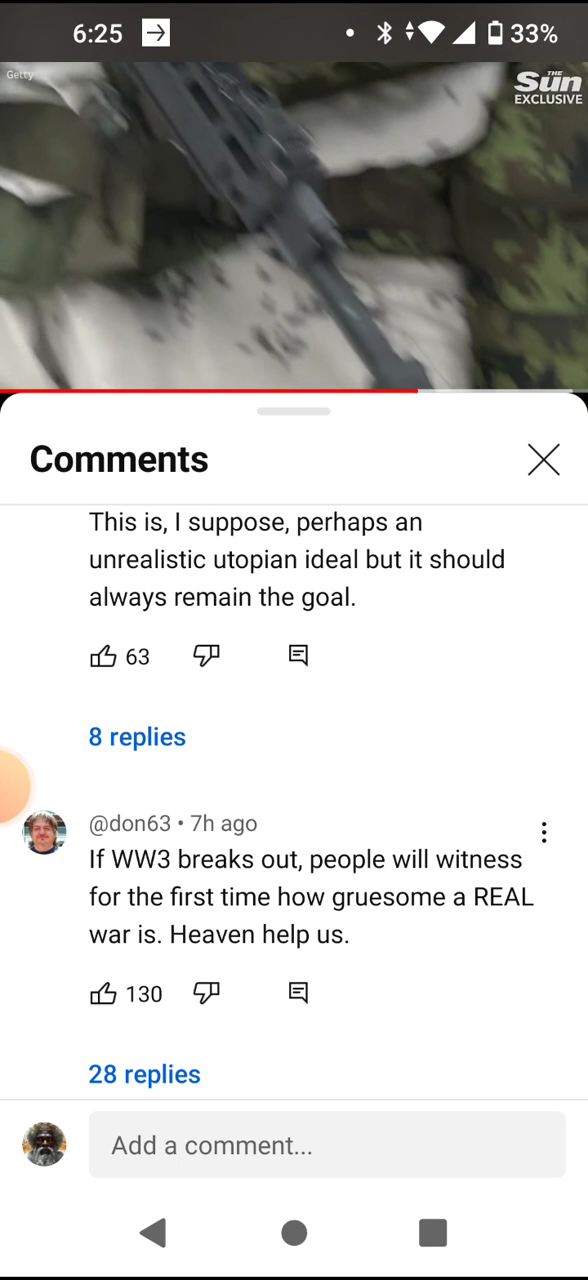 6:25
33%
Getty
THE
Sun
EXCLUSIVE
Comments
This is, I suppose, perhaps an
unrealistic utopian ideal but it should
always remain the goal.
63
8 replies
@don63 • 7h ago
If WW3 breaks out, people will witness
for the first time how gruesome a REAL
war is. Heaven help us.
130
28 replies
Add a comment...